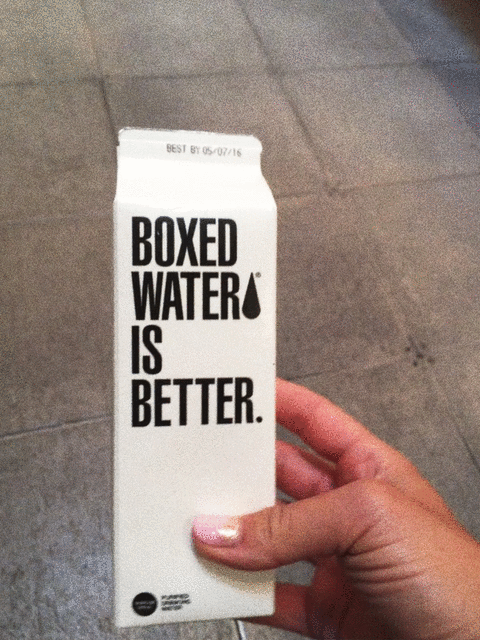 BEST BY 05/07/16
BOXED
WATER
IS
BETTER.
PURIFIED
DRINKING
WATER